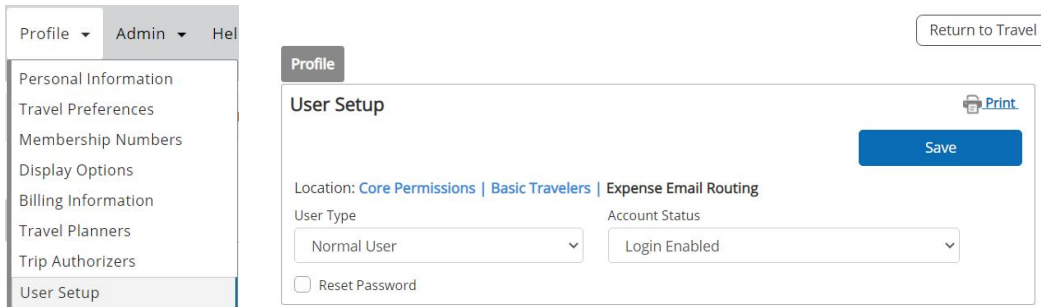 Profile Admin Hel
Personal Information
Travel Preferences
Membership Numbers
Display Options
Billing Information
Travel Planners
Trip Authorizers
User Setup
Return to Travel
Profile
User Setup
Print
Save
Location: Core Permissions | Basic Travelers | Expense Email Routing
User Type Account Status
Normal User Login Enabled
Reset Password